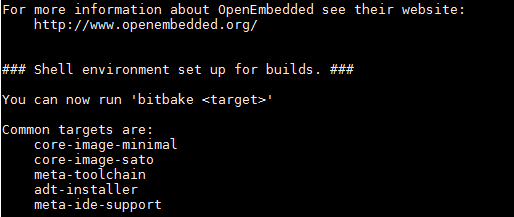 For more information about OpenEmbedded see their website:
http://www.openembedded.org/
### Shell environment set up for builds. ###
You can now run 'bitbake <target>'
Common targets are:
core-image-minimal
core-image-sato
meta-toolchain
adt-installer
meta-ide-support